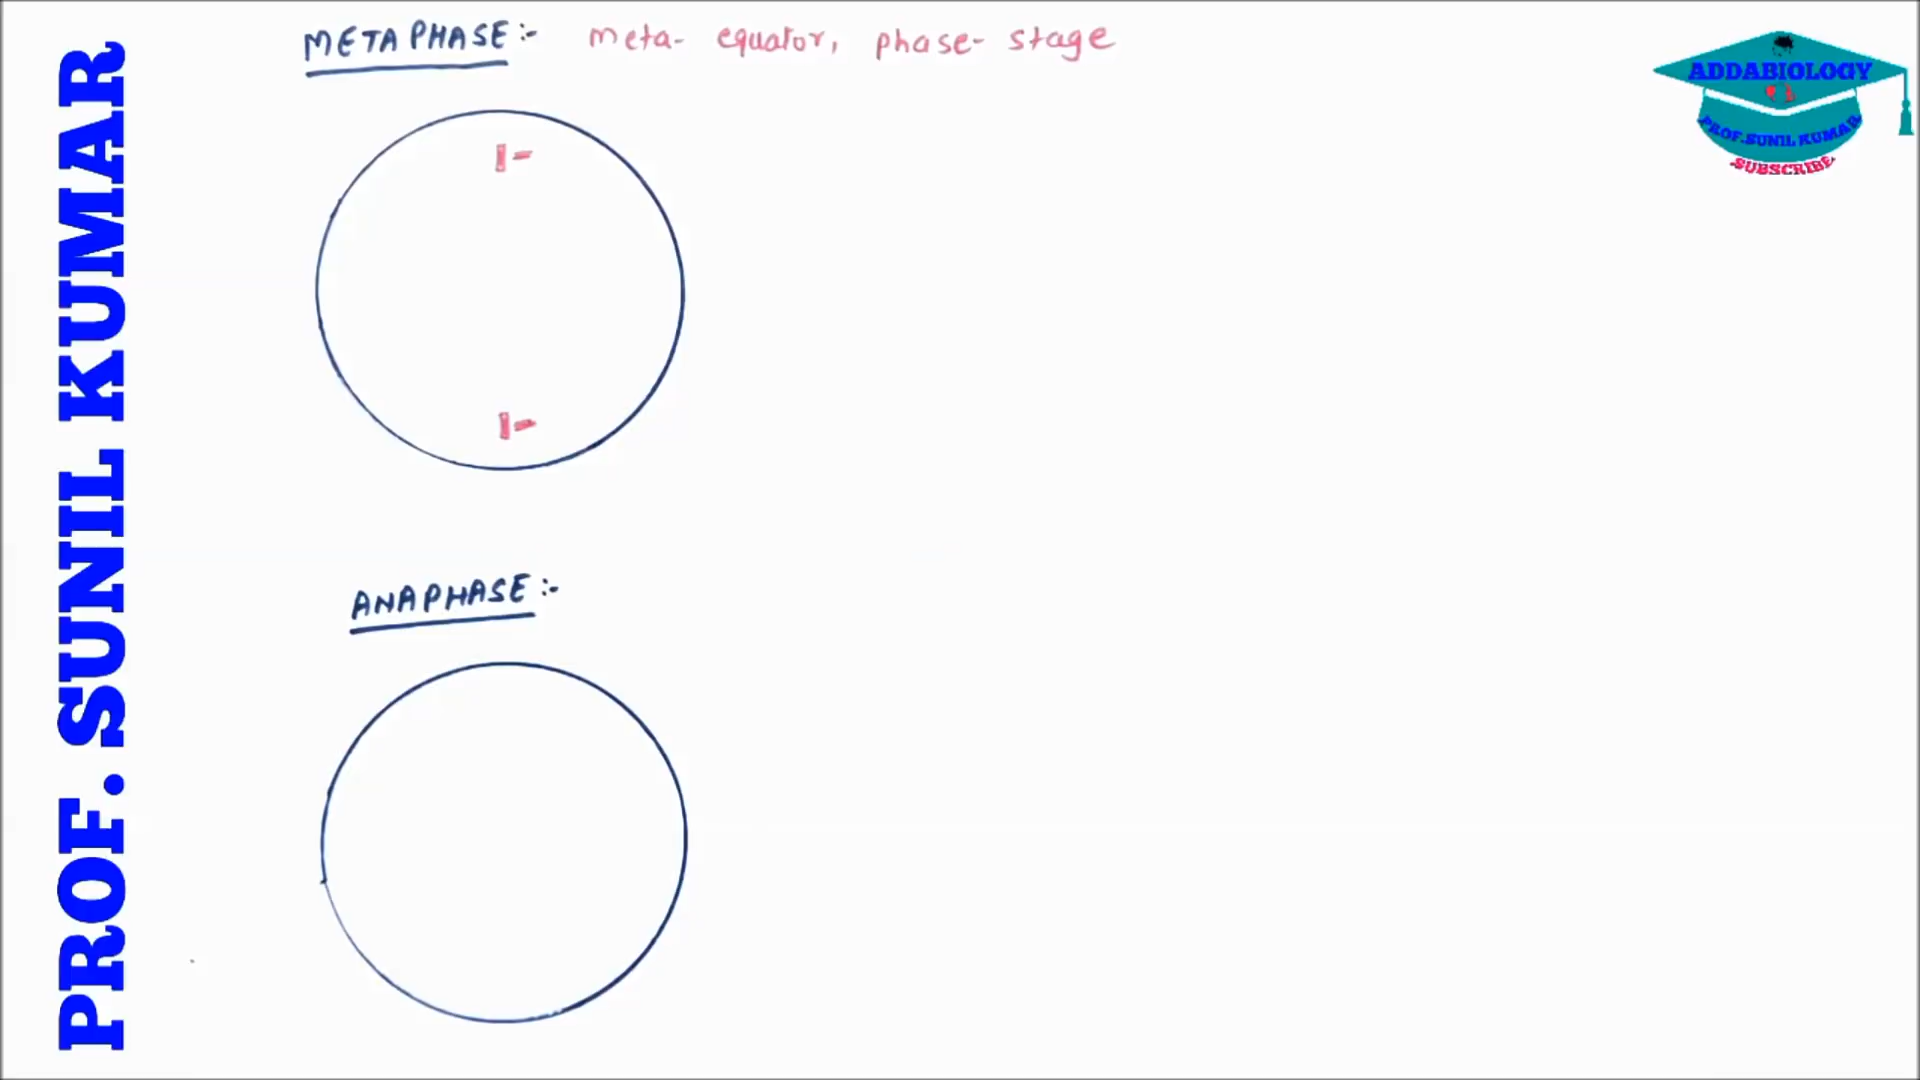 METAPHASE:- meta- equator, phase- stage
ANAPHASE:-
PROF. SUNIL KUMAR
ADDABIOLOGY
PROF.SUNIL KUMAR
SUBSCRIBE